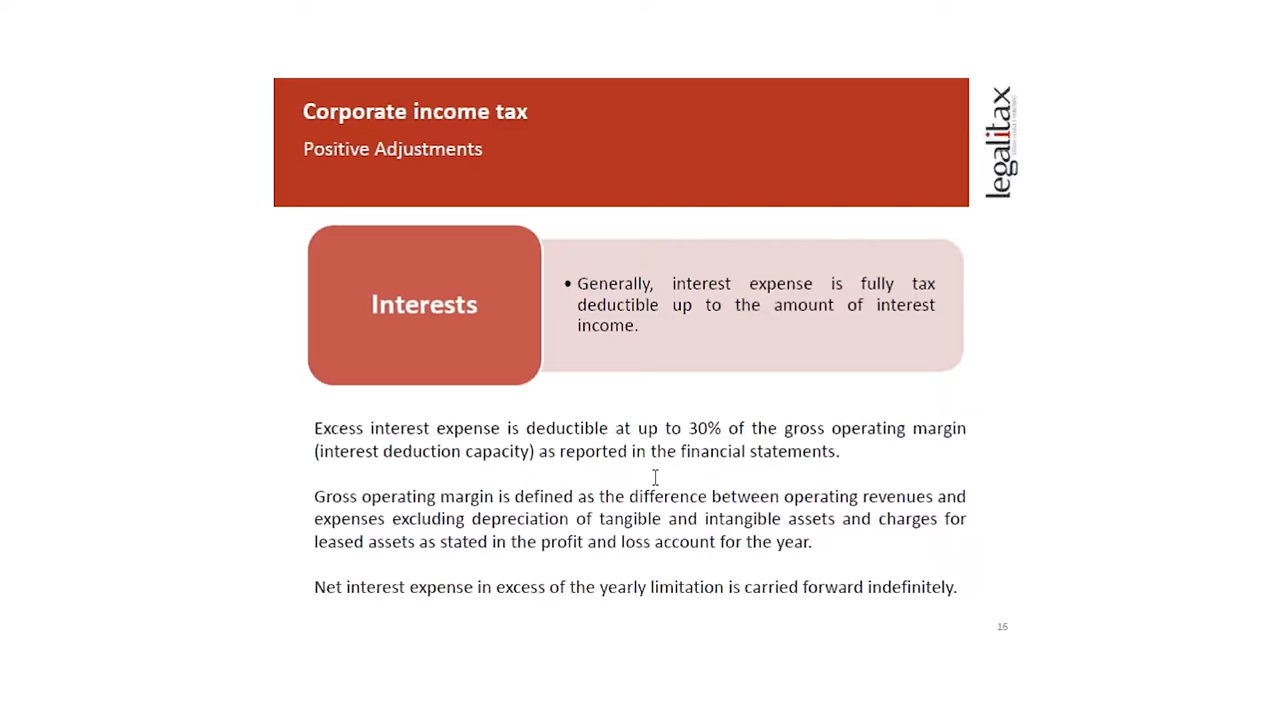 Corporate income tax
Positive Adjustments
legalitax
Interests
• Generally, interest expense is fully tax
deductible up to the amount of interest
income.
Excess interest expense is deductible at up to 30% of the gross operating margin
(interest deduction capacity) as reported in the financial statements.
Gross operating margin is defined as the difference between operating revenues and
expenses excluding depreciation of tangible and intangible assets and charges for
leased assets as stated in the profit and loss account for the year.
Net interest expense in excess of the yearly limitation is carried forward indefinitely.
16